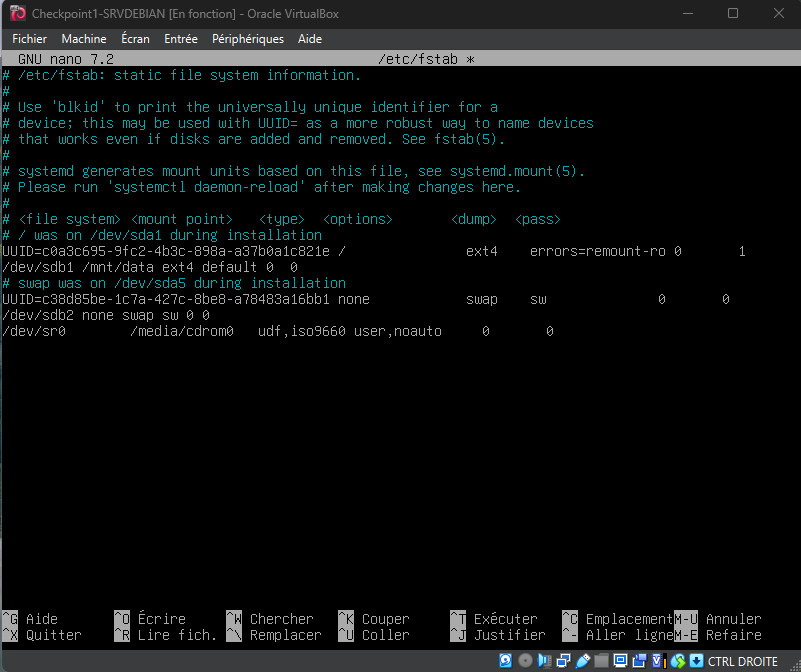 Checkpoint1-SRVDEBIAN [En fonction] - Oracle VirtualBox
Fichier Machine Écran Entrée Périphériques Aide
GNU nano 7.2 /etc/fstab *
# /etc/fstab: static file system information.
#
# Use 'blkid' to print the universally unique identifier for a
# device; this may be used with UUID= as a more robust way to name devices
# that works even if disks are added and removed. See fstab(5).
#
# systemd generates mount units based on this file, see systemd.mount(5).
# Please run 'systemctl daemon-reload' after making changes here.
#
# <file system> <mount point> <type> <options> <dump> <pass>
# / was on /dev/sda1 during installation
UUID=c0a3c695-9fc2-4b3c-898a-a37b0a1c821e / ext4 errors=remount-ro 0 1
/dev/sdb1 /mnt/data ext4 default 0 0
# swap was on /dev/sda5 during installation
UUID=c38d85be-1c7a-427c-8be8-a78483a16bb1 none swap sw 0 0
/dev/sdb2 none swap sw 0 0
/dev/sr0 /media/cdrom0 udf,iso9660 user,noauto 0 0
^G Aide ^O Écrire ^W Chercher ^K Couper ^T Exécuter ^C Emplacement M-U Annuler
^X Quitter ^R Lire fich. ^\ Remplacer ^U Coller ^J Justifier ^- Aller ligne M-E Refaire
CTRL DROITE